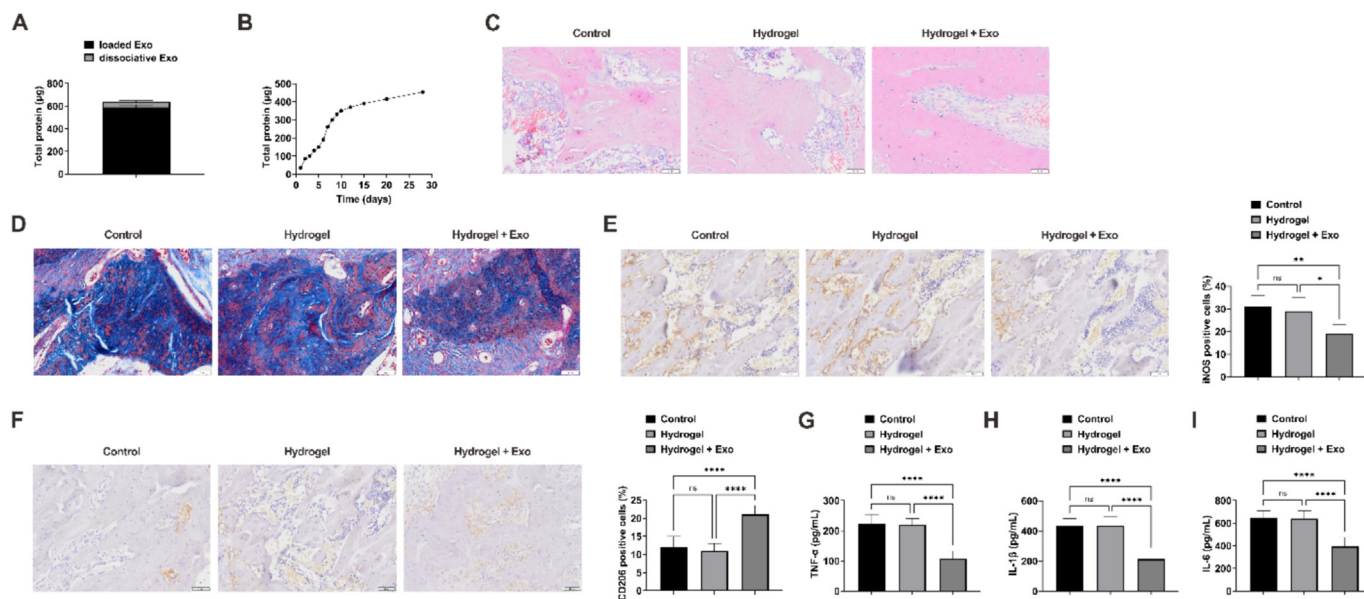 A
loaded Exo
dissociative Exo
Total protein (μg)
800
600
400
200
0
B
Total protein (μg)
500
400
300
200
100
0
0 5 10 15 20 25 30
Time (days)
C
Control
Hydrogel
Hydrogel + Exo
D
Control
Hydrogel
Hydrogel + Exo
E
Control
Hydrogel
Hydrogel + Exo
Control
Hydrogel
Hydrogel + Exo
iNOS positive cells (%)
40
30
20
10
0
**
ns
*
F
Control
Hydrogel
Hydrogel + Exo
Control
Hydrogel
Hydrogel + Exo
CD206 positive cells (%)
25
20
15
10
5
0
****
ns
****
G
Control
Hydrogel
Hydrogel + Exo
TNF-α (pg/mL)
300
200
100
0
****
ns
****
H
Control
Hydrogel
Hydrogel + Exo
IL-1β (pg/mL)
600
400
200
0
****
ns
****
I
Control
Hydrogel
Hydrogel + Exo
IL-6 (pg/mL)
800
600
400
200
0
****
ns
****